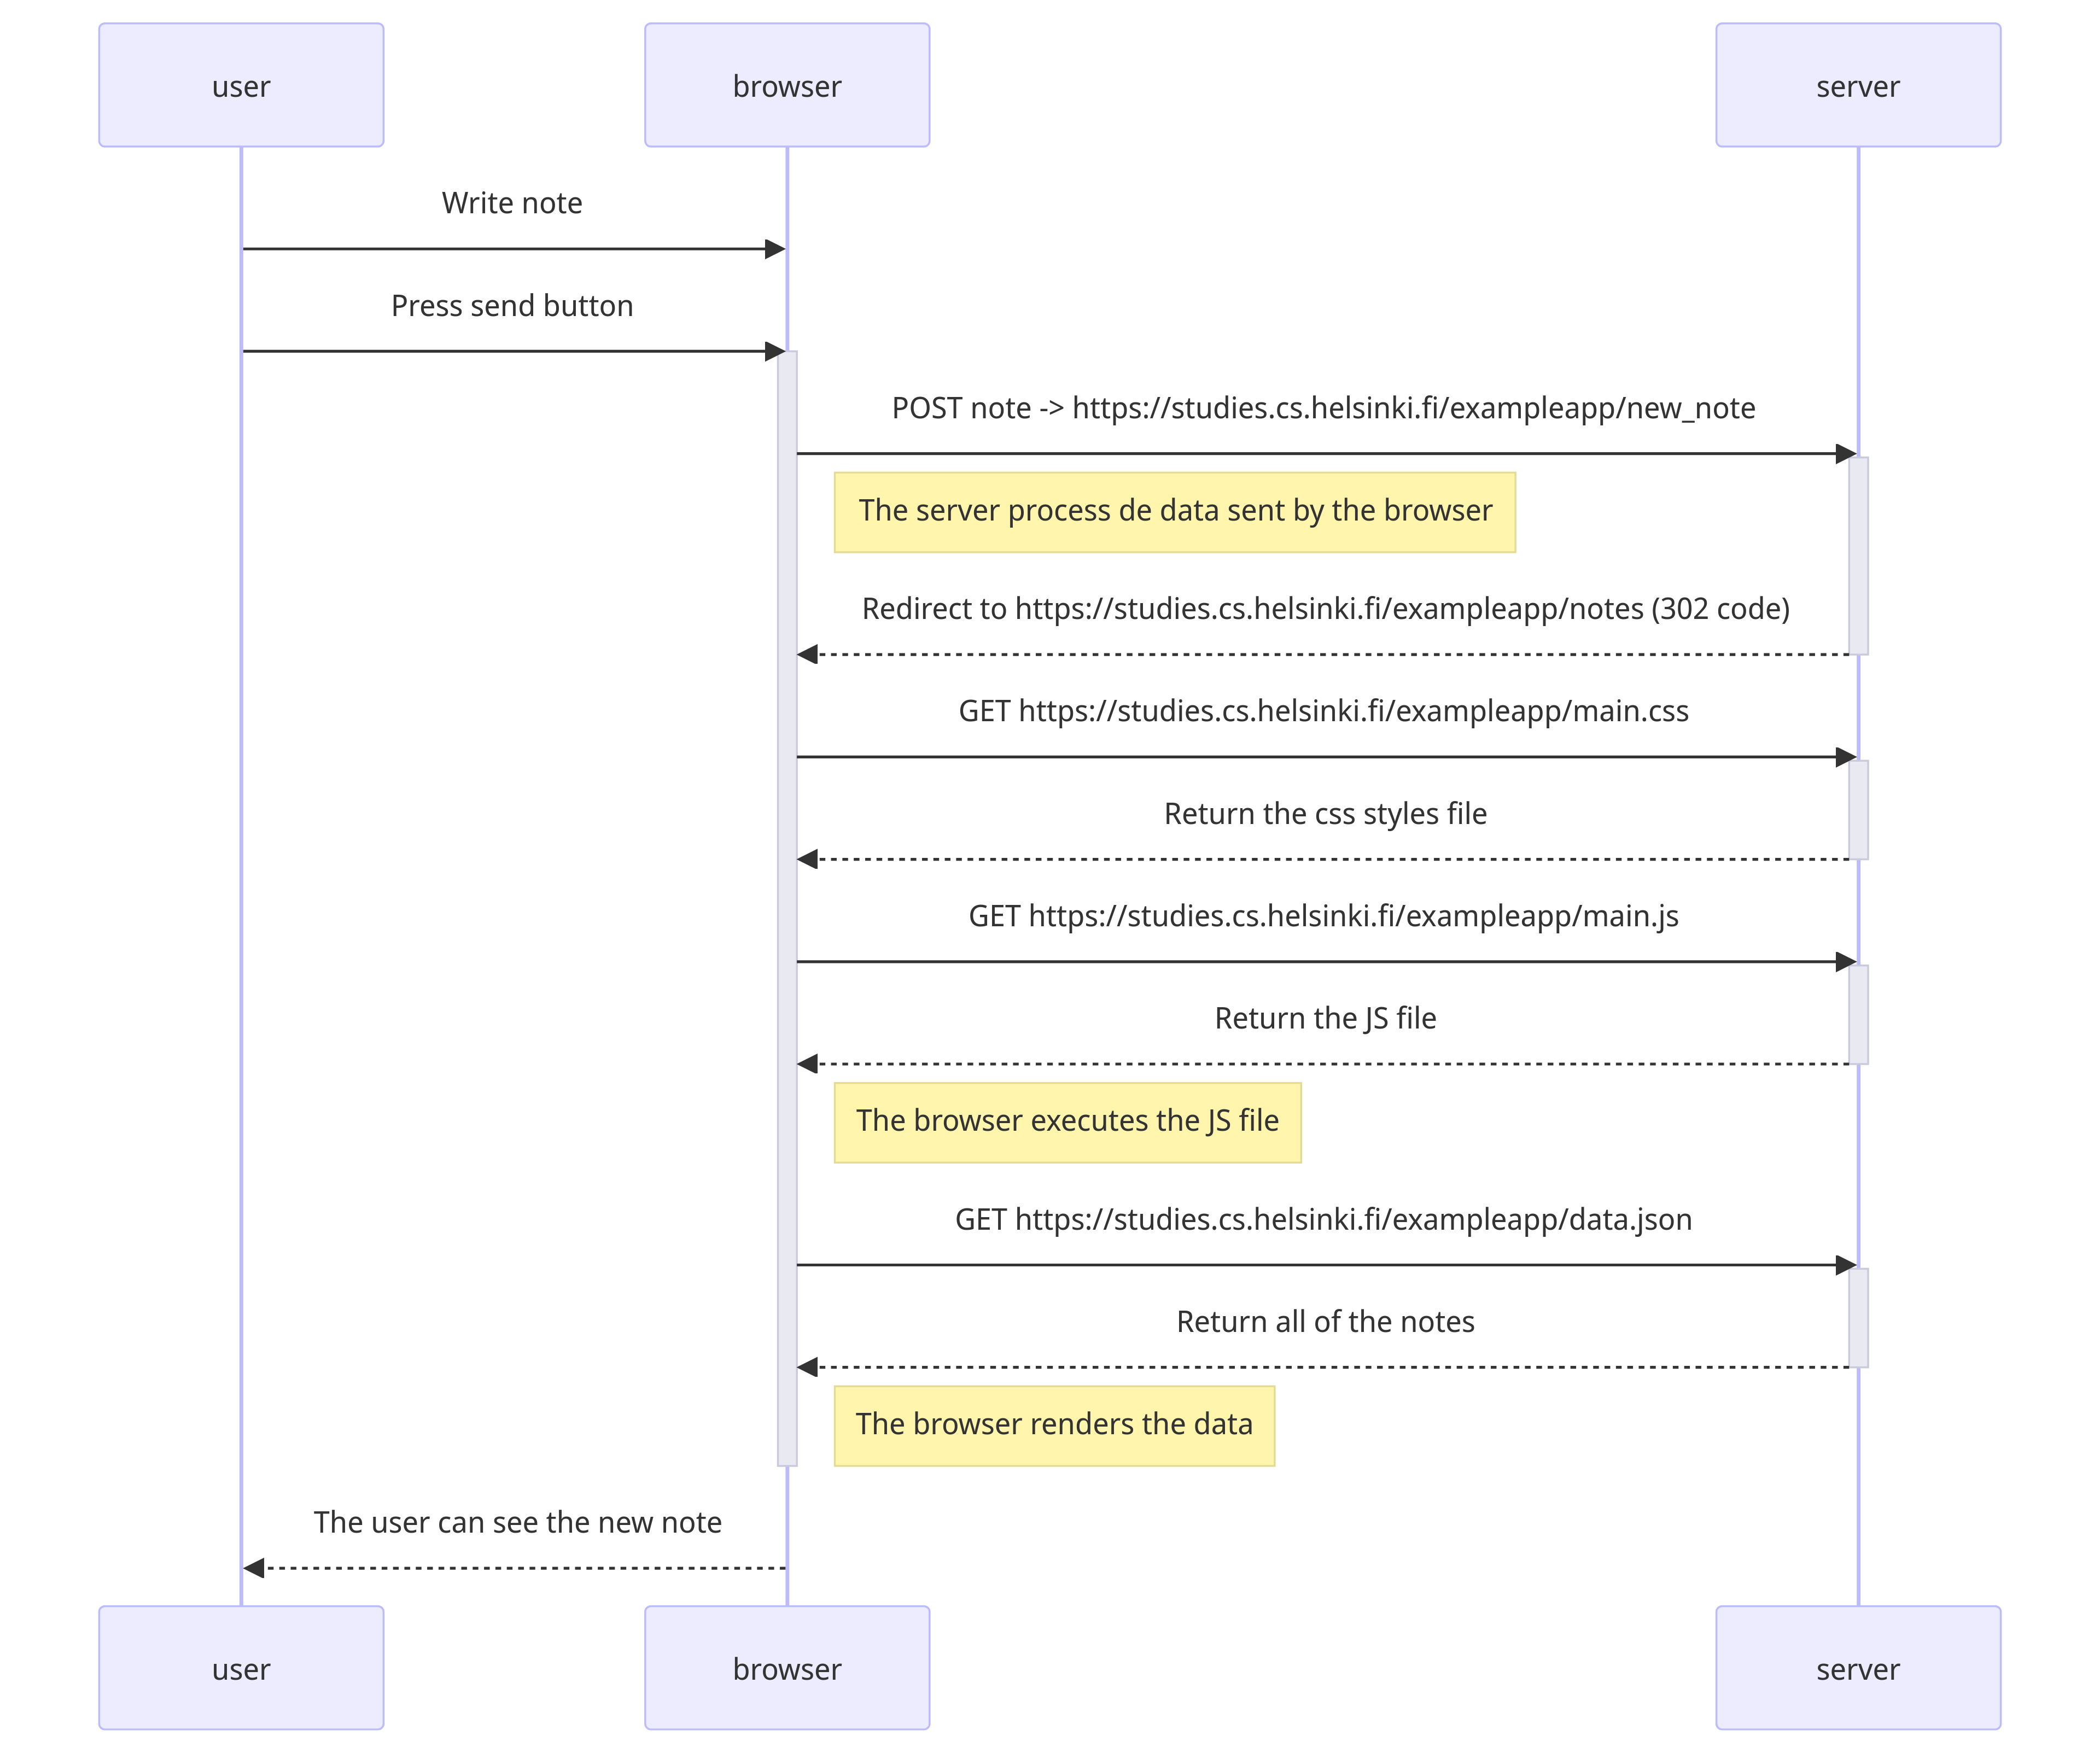 user
browser
server
Write note
Press send button
POST note -> https://studies.cs.helsinki.fi/exampleapp/new_note
The server process de data sent by the browser
Redirect to https://studies.cs.helsinki.fi/exampleapp/notes (302 code)
GET https://studies.cs.helsinki.fi/exampleapp/main.css
Return the css styles file
GET https://studies.cs.helsinki.fi/exampleapp/main.js
Return the JS file
The browser executes the JS file
GET https://studies.cs.helsinki.fi/exampleapp/data.json
Return all of the notes
The browser renders the data
The user can see the new note
user
browser
server